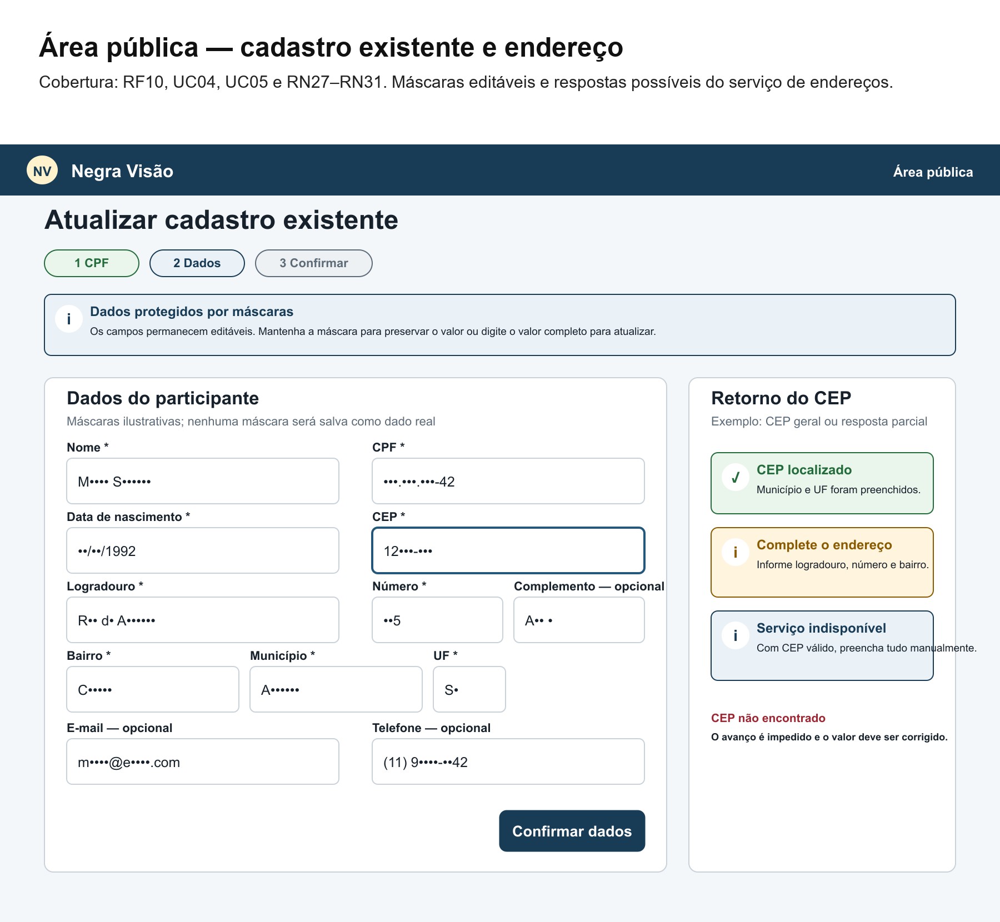 Área pública — cadastro existente e endereço
Cobertura: RF10, UC04, UC05 e RN27–RN31. Máscaras editáveis e respostas possíveis do serviço de endereços.
NV
Negra Visão
Área pública
Atualizar cadastro existente
1 CPF
2 Dados
3 Confirmar
i
Dados protegidos por máscaras
Os campos permanecem editáveis. Mantenha a máscara para preservar o valor ou digite o valor completo para atualizar.
Dados do participante
Máscaras ilustrativas; nenhuma máscara será salva como dado real
Nome *
CPF *
M•••• S••••••
•••.•••.•••-42
Data de nascimento *
CEP *
••/••/1992
12•••-•••
Logradouro *
Número *
Complemento — opcional
R•• d• A••••••
••5
A•• •
Bairro *
Município *
UF *
C•••••
A••••••
S•
E-mail — opcional
Telefone — opcional
m••••@e••••.com
(11) 9••••-••42
Confirmar dados
Retorno do CEP
Exemplo: CEP geral ou resposta parcial
✓
CEP localizado
Município e UF foram preenchidos.
i
Complete o endereço
Informe logradouro, número e bairro.
i
Serviço indisponível
Com CEP válido, preencha tudo manualmente.
CEP não encontrado
O avanço é impedido e o valor deve ser corrigido.